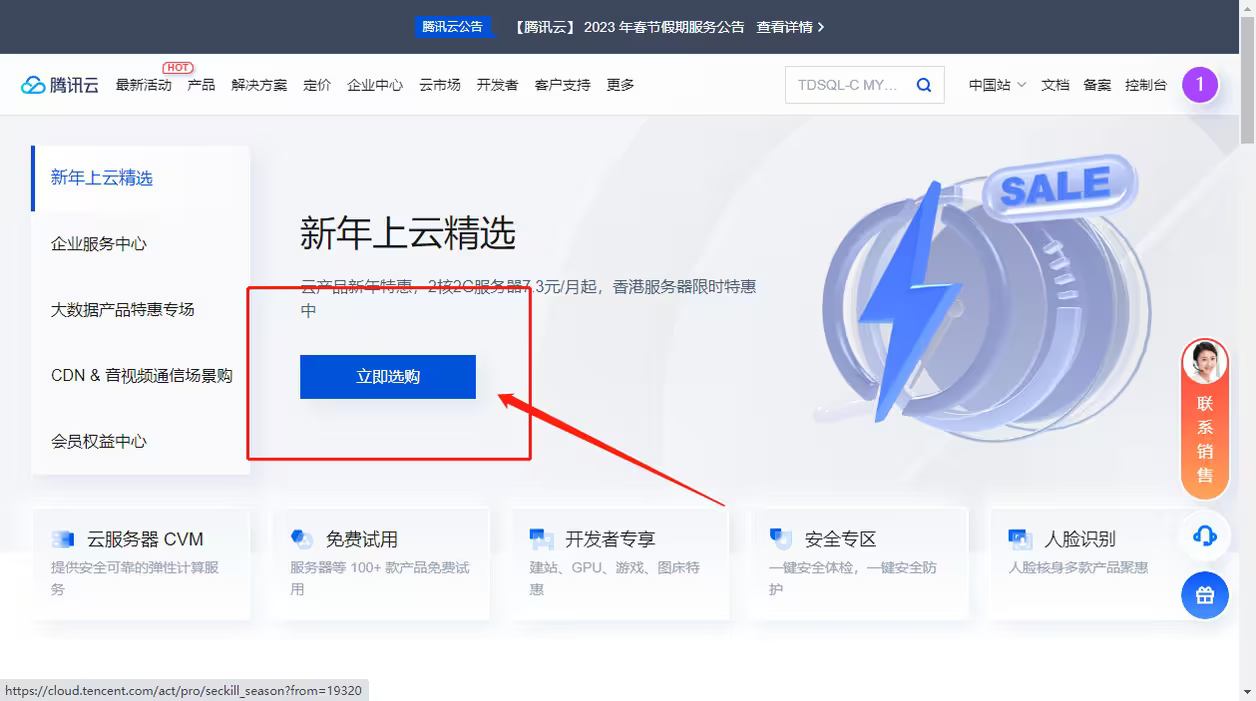 腾讯云公告 【腾讯云】 2023 年春节假期服务公告 查看详情
HOT
腾讯云 最新活动 产品 解决方案 定价 企业中心 云市场 开发者 客户支持 更多 TDSQL-C MY... 中国站 文档 备案 控制台 1
新年上云精选
企业服务中心
大数据产品特惠专场
CDN & 音视频通信场景购
会员权益中心
新年上云精选
云产品新年特惠，2核2G服务器7.3元/月起，香港服务器限时特惠
中
立即选购
SALE
联
系
销
售
云服务器 CVM
提供安全可靠的弹性计算服
务
免费试用
服务器等 100+ 款产品免费试
用
开发者专享
建站、GPU、游戏、图床特
惠
安全专区
一键安全体检，一键安全防
护
人脸识别
人脸核身多款产品聚惠
https://cloud.tencent.com/act/pro/seckill_season?from=19320